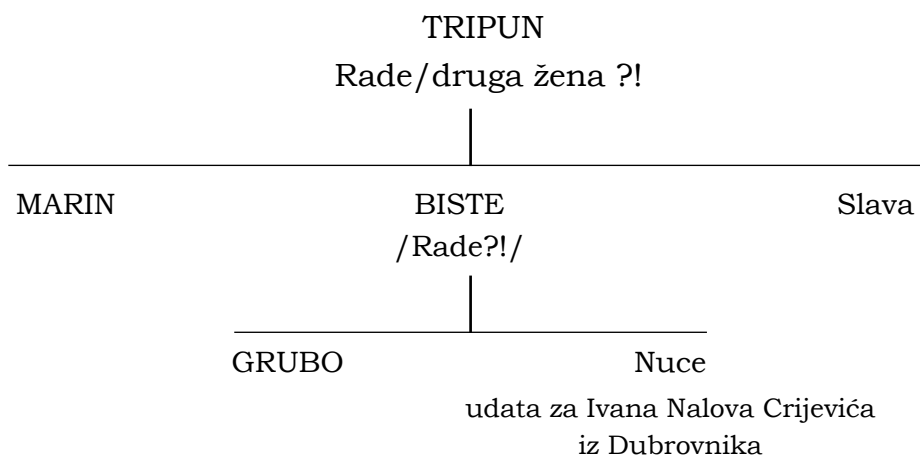 TRIPUN
Rade/druga žena ?!
MARIN BISTE Slava
/Rade?!/
GRUBO Nuce
udata za Ivana Nalova Crijevića
iz Dubrovnika